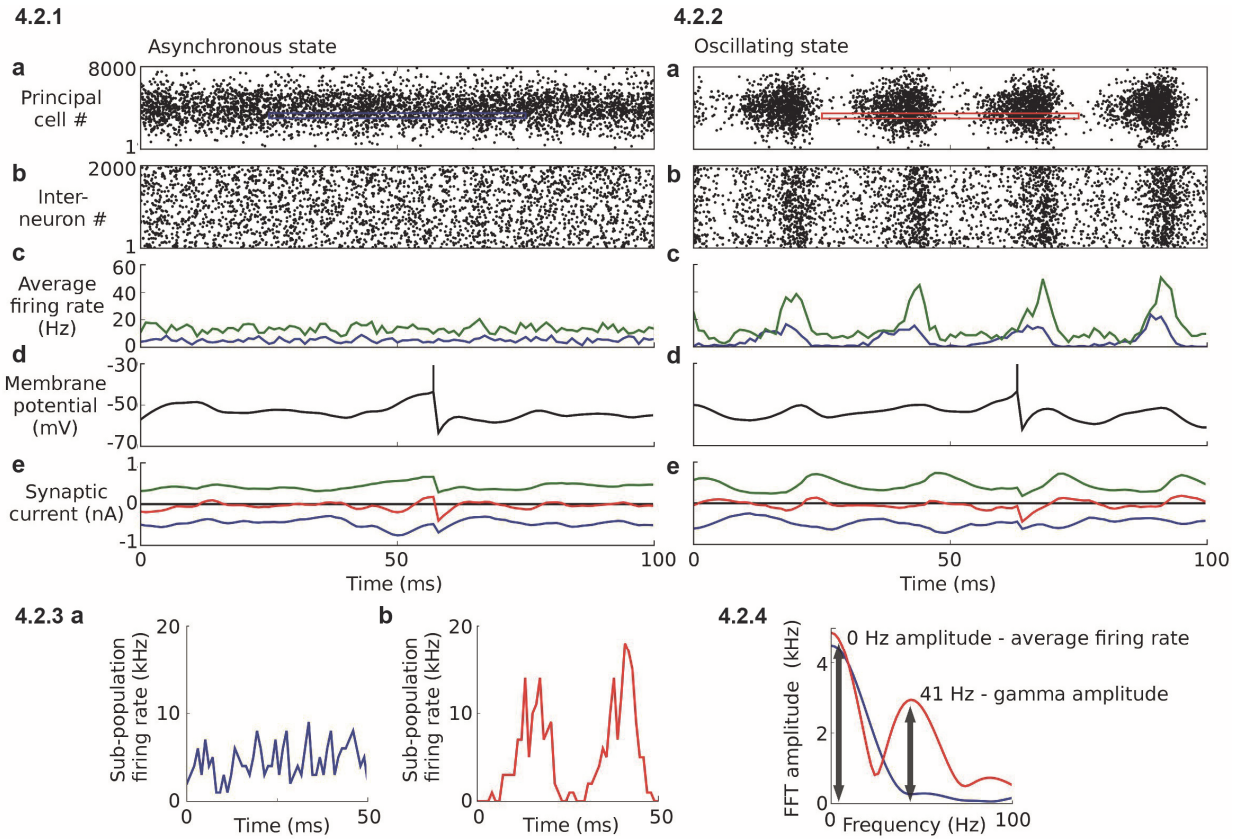 4.2.1
4.2.2
Asynchronous state
Oscillating state
a
8000
Principal
cell #
1
a
b
2000
Inter-
neuron #
1
b
c
60
Average
40
firing rate
20
(Hz)
0
c
d
-30
Membrane
potential
-50
(mV)
-70
d
e
1
Synaptic
0
current (nA)
-1
e
0 50 100
Time (ms)
0 50 100
Time (ms)
4.2.3 a
20
Sub-population
firing rate (kHz)
10
0
0 50
Time (ms)
b
20
Sub-population
firing rate (kHz)
10
0
0 50
Time (ms)
4.2.4
FFT amplitude (kHz)
4
2
0
0 Hz amplitude - average firing rate
41 Hz - gamma amplitude
0 Frequency (Hz) 100